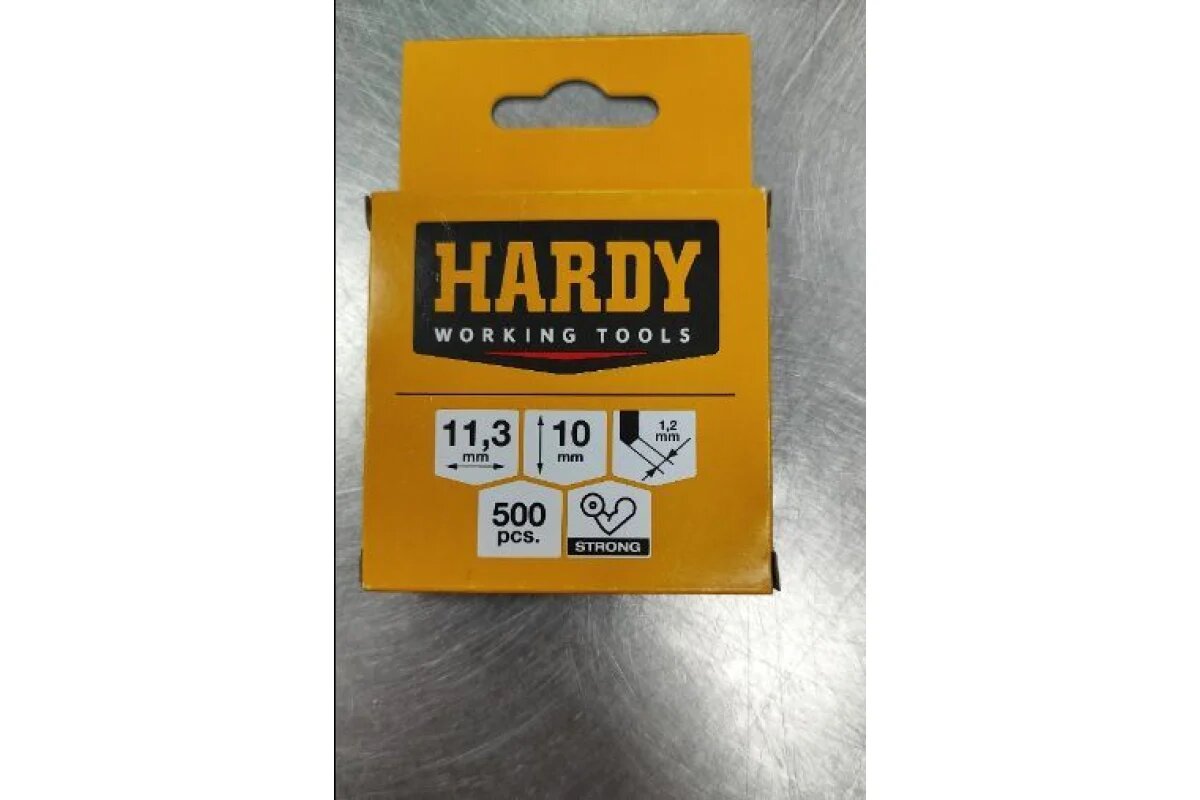 HARDY
WORKING TOOLS
11,3
mm
10
mm
1,2
mm
500
pcs.
STRONG